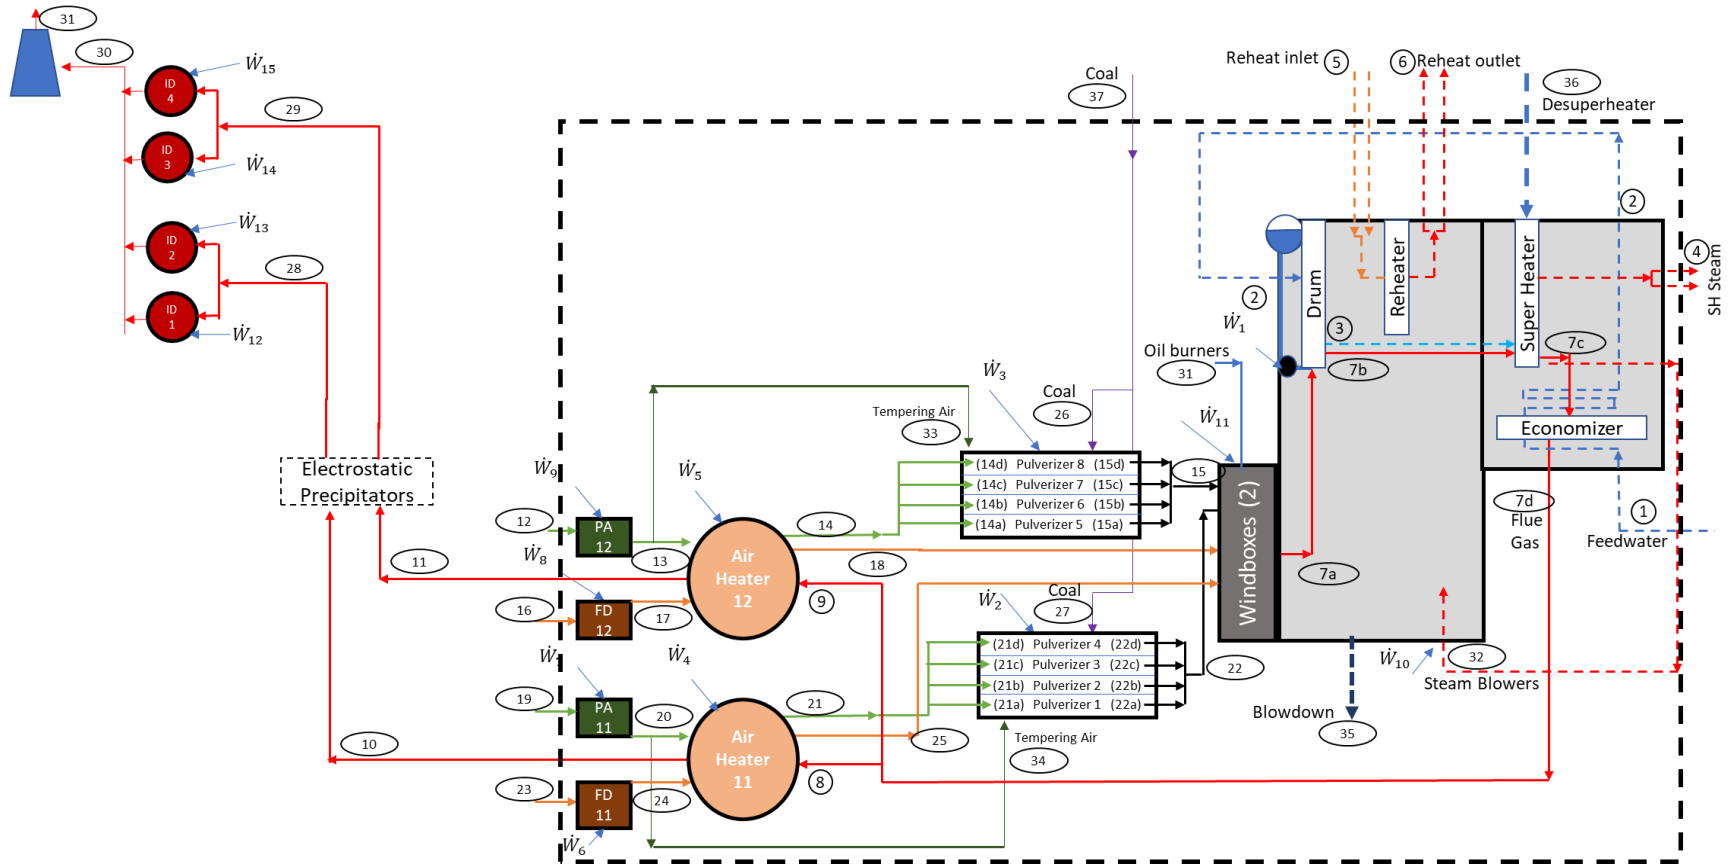 31
30
Ẇ15
ID
4
29
ID
3
Ẇ14
Ẇ13
ID
2
28
ID
1
Ẇ12
Electrostatic
Precipitators
11
10
Coal
37
Reheat inlet 5
6 Reheat outlet
36
Desuperheater
2
4
SH Steam
2
Drum
Reheater
Super Heater
3
Ẇ1
7c
7b
Oil burners
31
Economizer
Ẇ3
Coal
26
Tempering Air
33
Ẇ11
Ẇ9
Ẇ5
(14d) Pulverizer 8 (15d)
(14c) Pulverizer 7 (15c)
(14b) Pulverizer 6 (15b)
(14a) Pulverizer 5 (15a)
15
Windboxes (2)
7d
Flue
Gas
1
Feedwater
12
PA
12
14
13
Ẇ8
Air
Heater
12
18
7a
16
FD
12
17
9
Coal
27
Ẇ2
Ẇ
Ẇ4
(21d) Pulverizer 4 (22d)
(21c) Pulverizer 3 (22c)
(21b) Pulverizer 2 (22b)
(21a) Pulverizer 1 (22a)
22
Ẇ10
32
Steam Blowers
19
PA
11
20
21
Blowdown
35
Air
Heater
11
25
Tempering Air
34
8
23
FD
11
24
Ẇ6